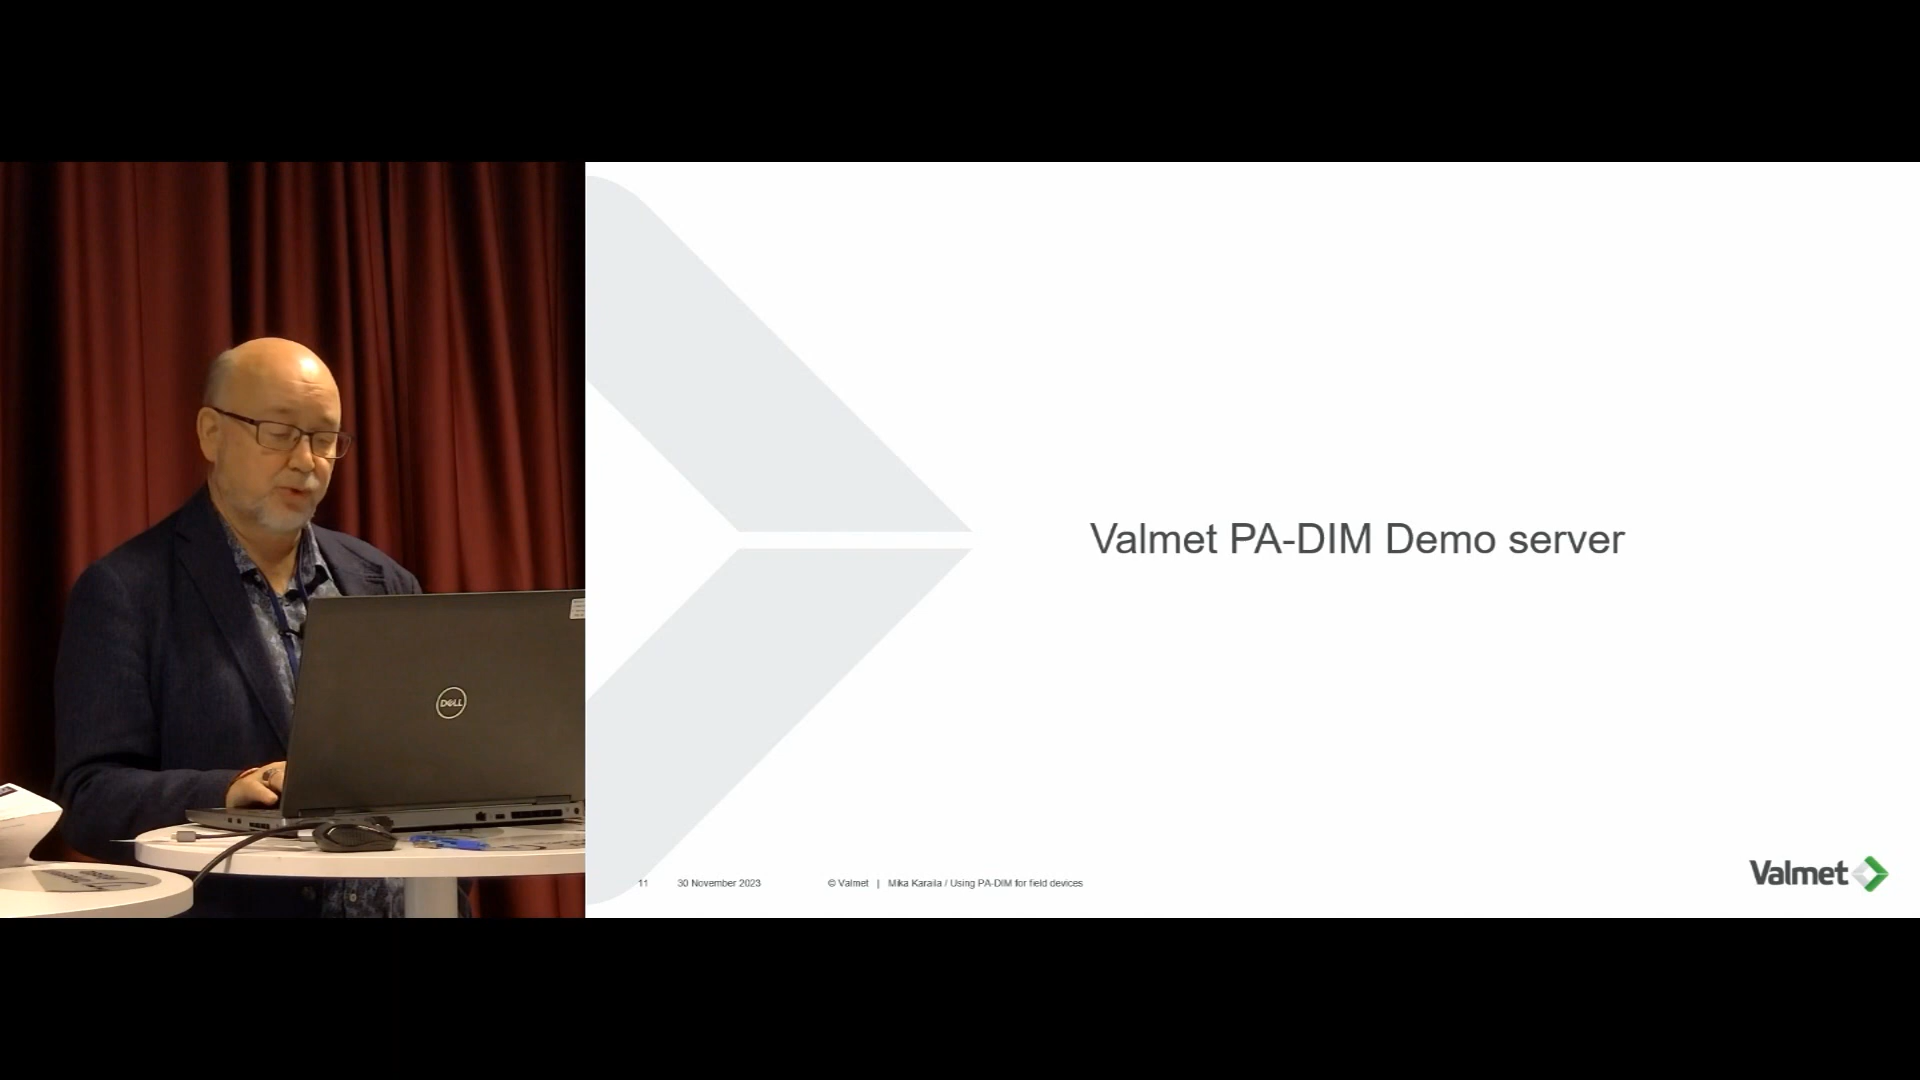 Valmet PA-DIM Demo server
DELL
11 30 November 2023 © Valmet | Mika Karaila / Using PA-DIM for field devices
Valmet